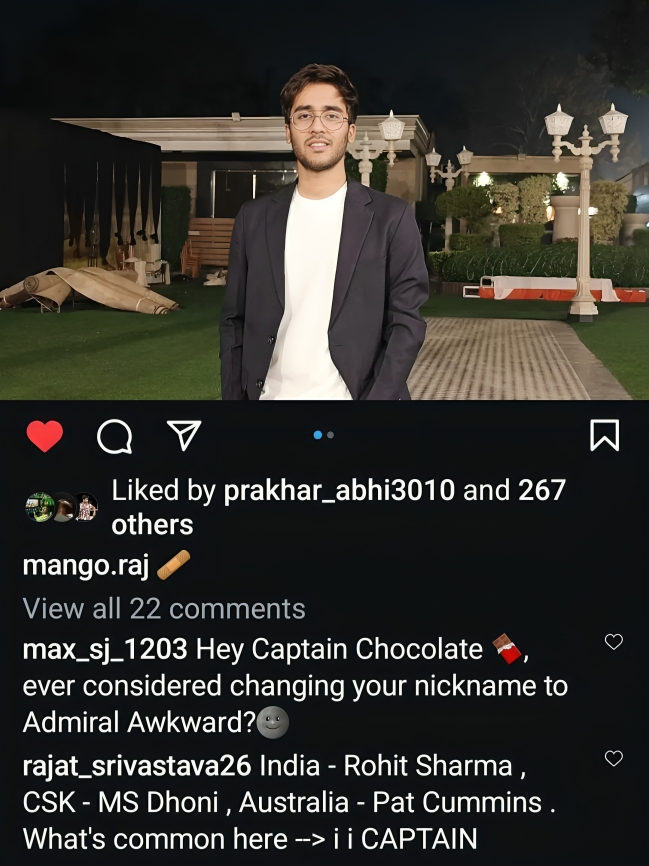 Liked by prakhar_abhi3010 and 267
others
mango.raj 🩹
View all 22 comments
max_sj_1203 Hey Captain Chocolate 🍫,
ever considered changing your nickname to
Admiral Awkward?🌚
rajat_srivastava26 India - Rohit Sharma ,
CSK - MS Dhoni , Australia - Pat Cummins .
What's common here --> i i CAPTAIN